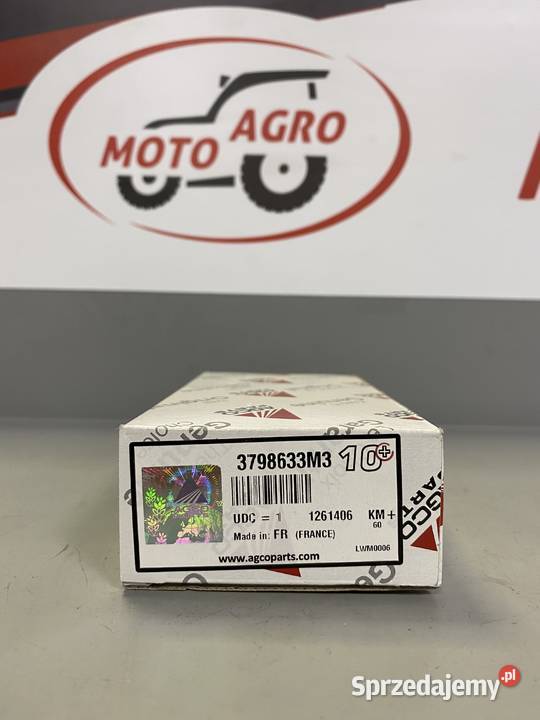 MOTO AGRO
3798633M3 10+
UDC = 1 1261406 KM+
60
Made in: FR (FRANCE)
LWM0006
www.agcoparts.com
AGCO
PARTS
Sprzedajemy.pl